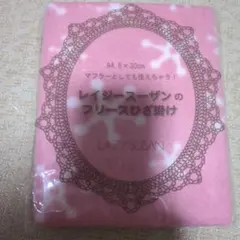 マフラーとしても使えちゃう!
レイジースーザンの
フリースひざ掛け